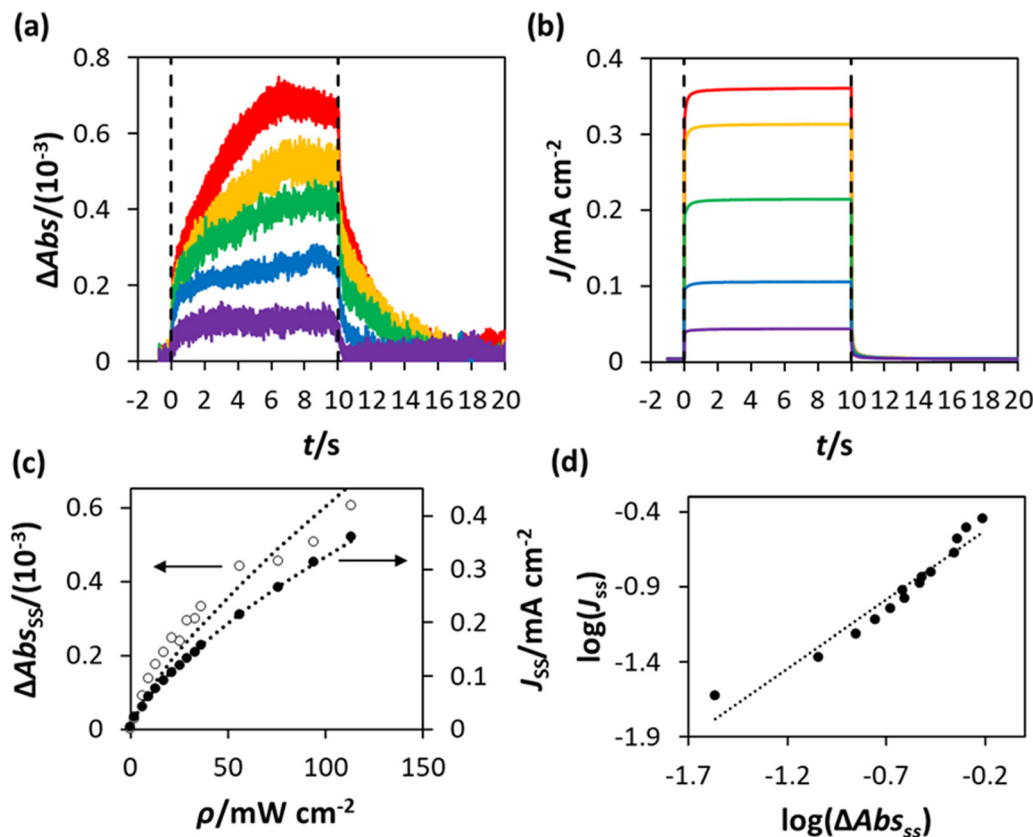 (a)
ΔAbs/(10⁻³)
0.8
0.6
0.4
0.2
0
-2 0 2 4 6 8 10 12 14 16 18 20
t/s
(b)
J/mA cm⁻²
0.4
0.3
0.2
0.1
0
-2 0 2 4 6 8 10 12 14 16 18 20
t/s
(c)
ΔAbsSS/(10⁻³)
0.6
0.4
0.2
0
0.4
0.3
0.2
0.1
0
JSS/mA cm⁻²
0 50 100 150
ρ/mW cm⁻²
(d)
log(Jss)
-0.4
-0.9
-1.4
-1.9
-1.7 -1.2 -0.7 -0.2
log(ΔAbsss)